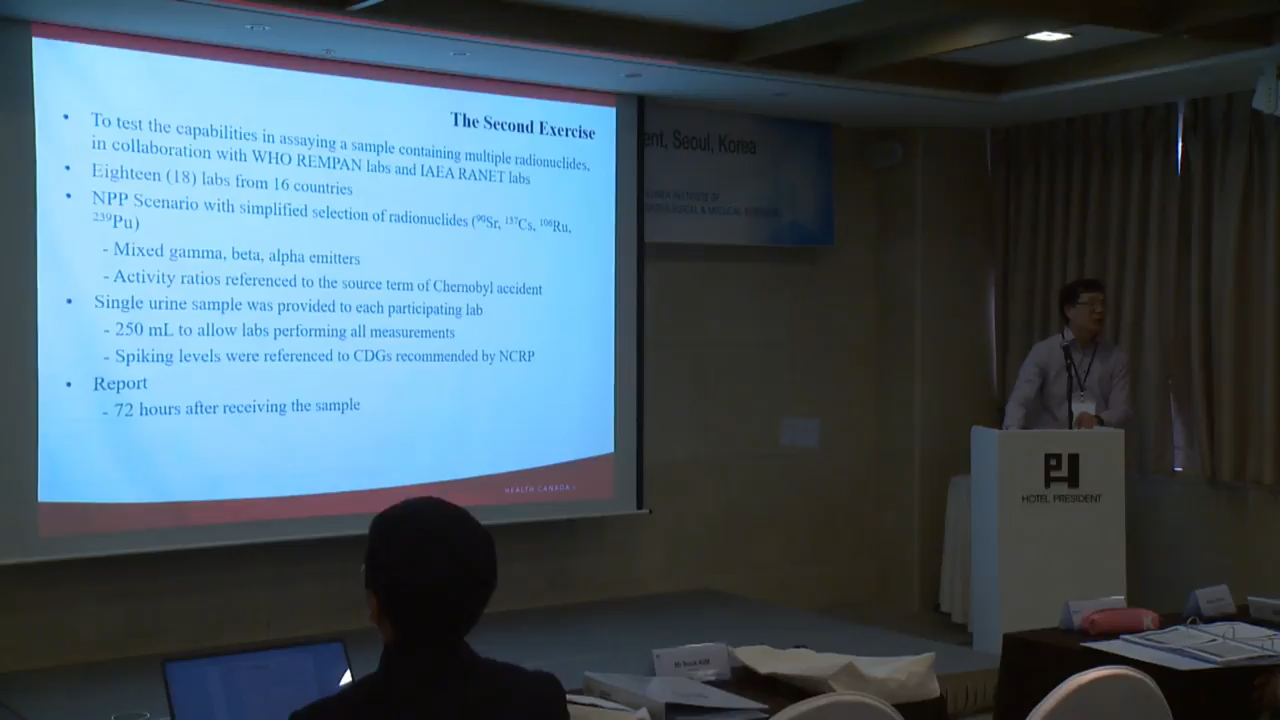 The Second Exercise
• To test the capabilities in assaying a sample containing multiple radionuclides,
in collaboration with WHO REMPAN labs and IAEA RANET labs
• Eighteen (18) labs from 16 countries
• NPP Scenario with simplified selection of radionuclides (⁹⁰Sr, ¹³⁷Cs, ¹⁰⁶Ru,
²³⁹Pu)
- Mixed gamma, beta, alpha emitters
- Activity ratios referenced to the source term of Chernobyl accident
• Single urine sample was provided to each participating lab
- 250 mL to allow labs performing all measurements
- Spiking levels were referenced to CDGs recommended by NCRP
• Report
- 72 hours after receiving the sample
HEALTH CANADA
ent, Seoul, Korea
KOREA INSTITUTE OF
RADIOLOGICAL & MEDICAL SCIENCES
PH
HOTEL PRESIDENT